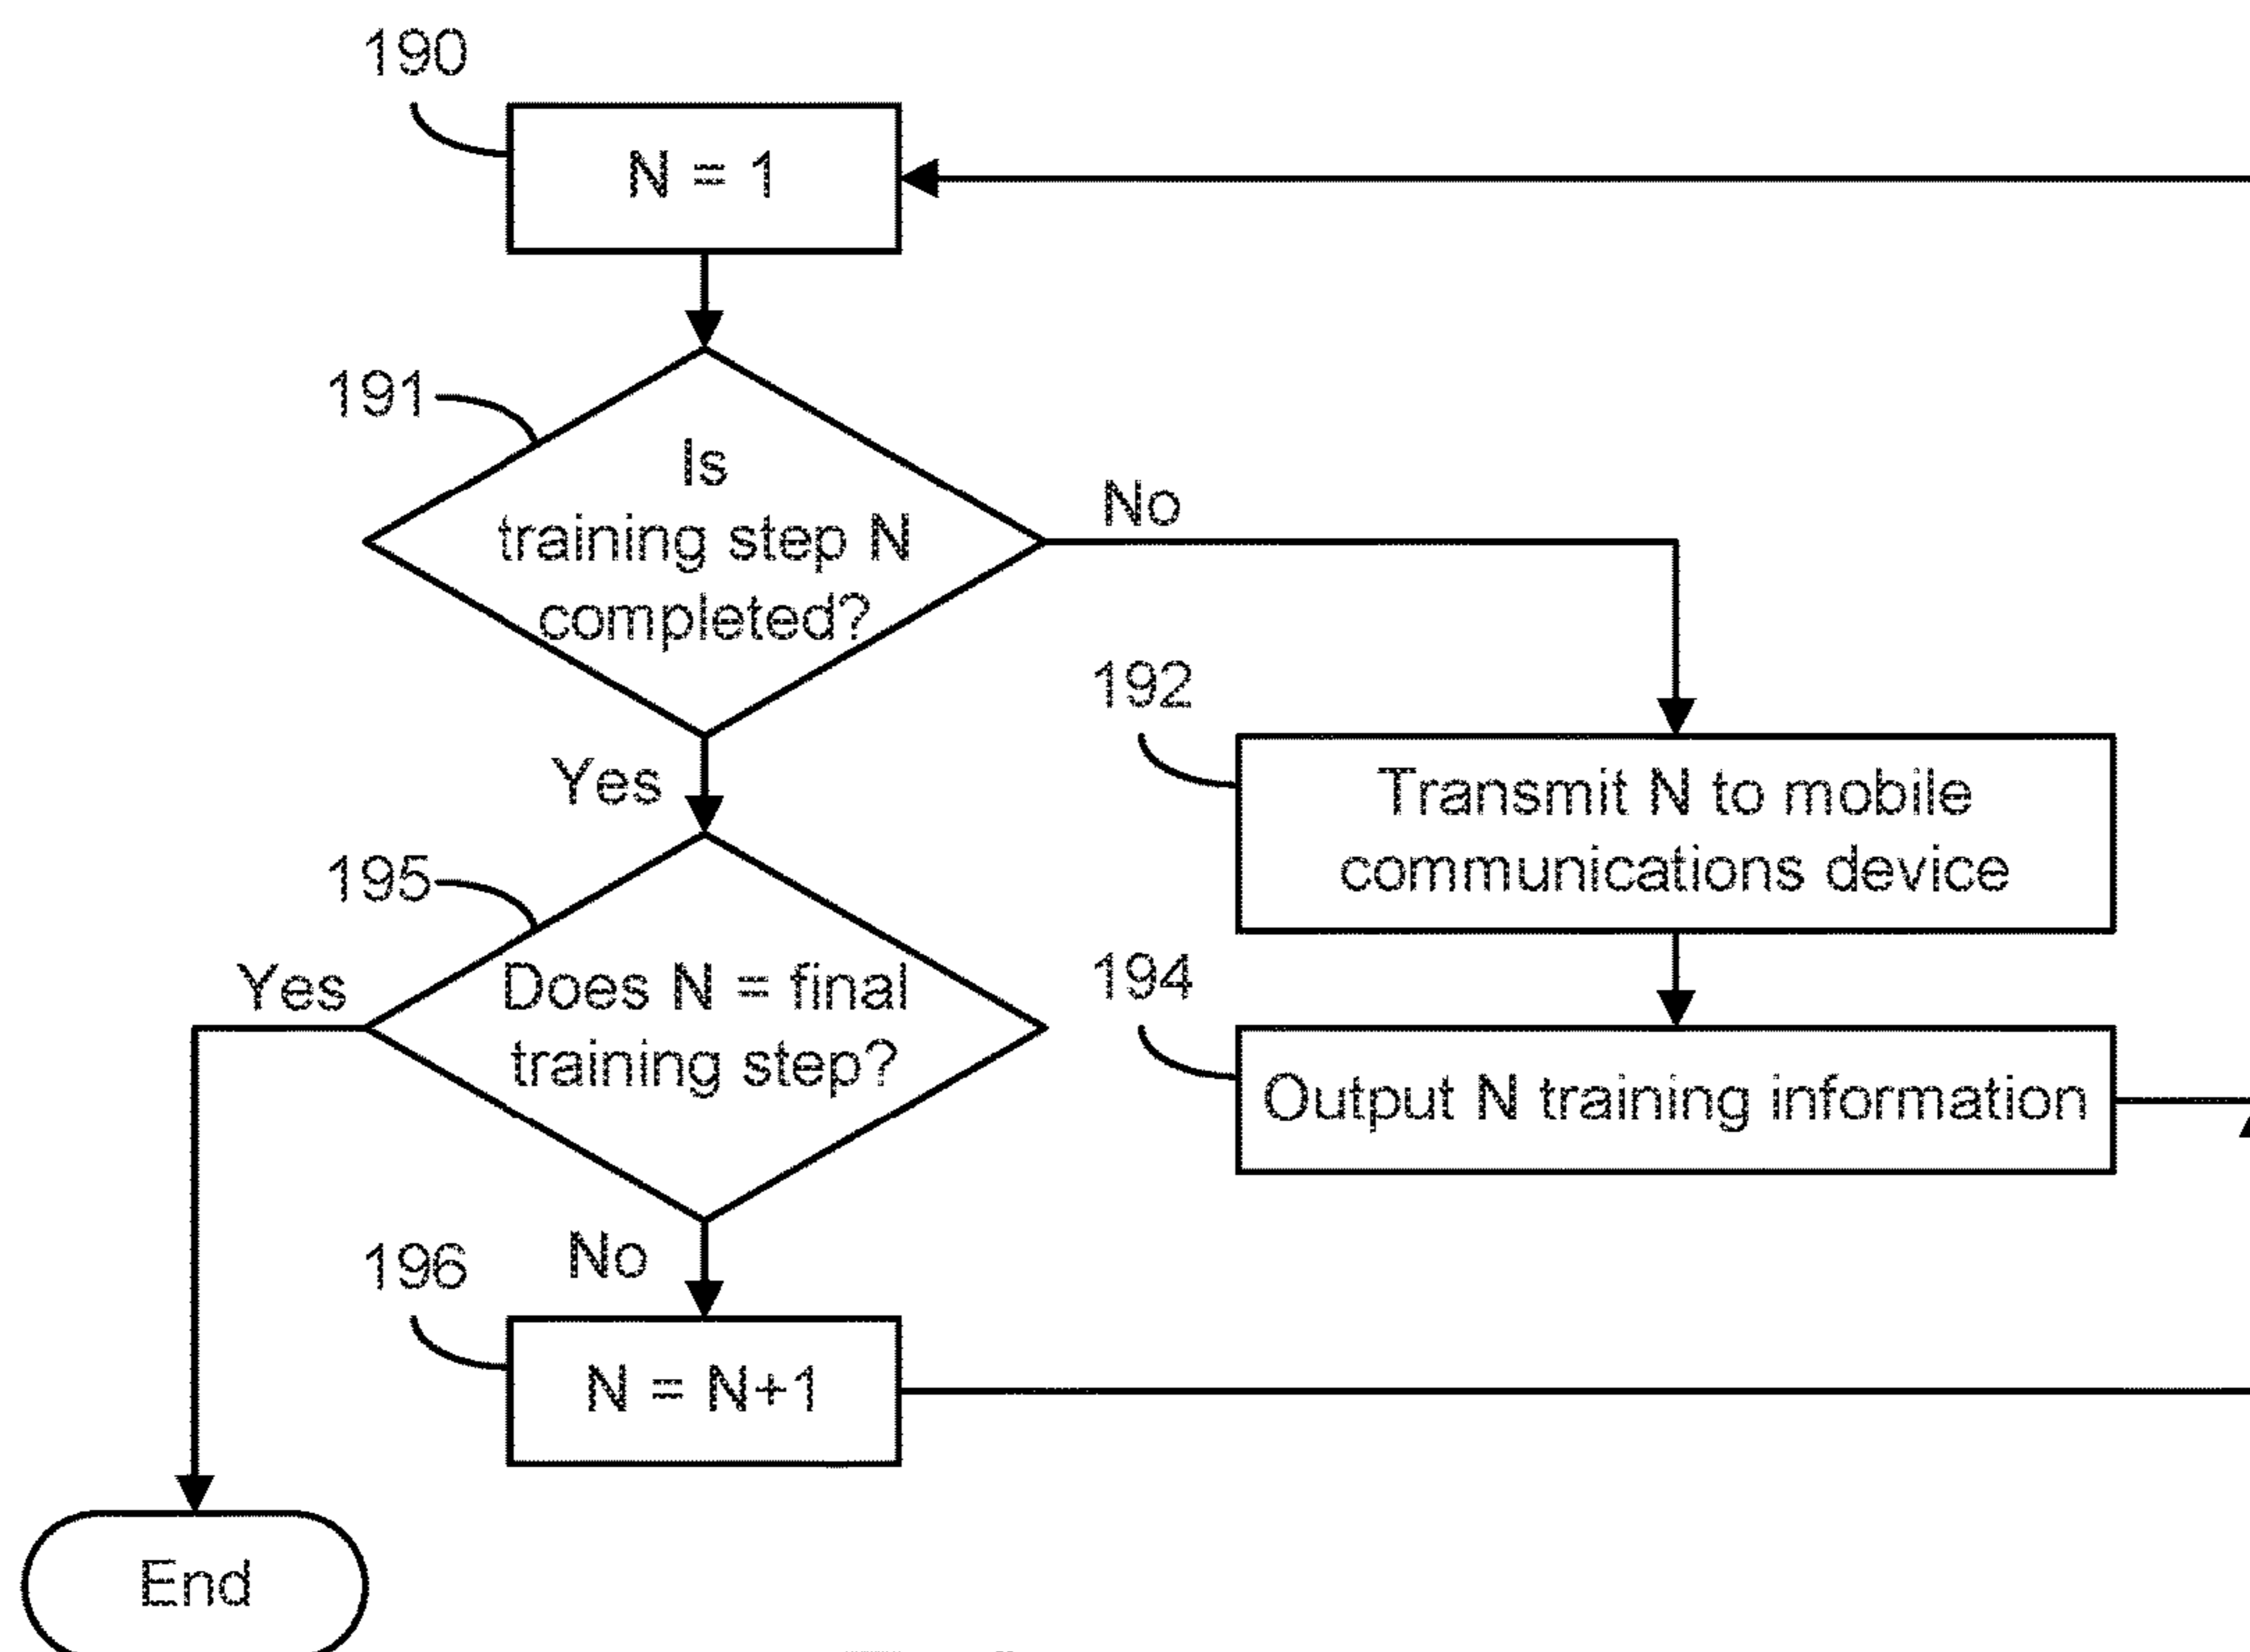 190
N = 1
191
Is
training step N
completed?
No
Yes
192
Transmit N to mobile
communications device
195
Yes
Does N = final
training step?
194
Output N training information
No
196
N = N+1
End